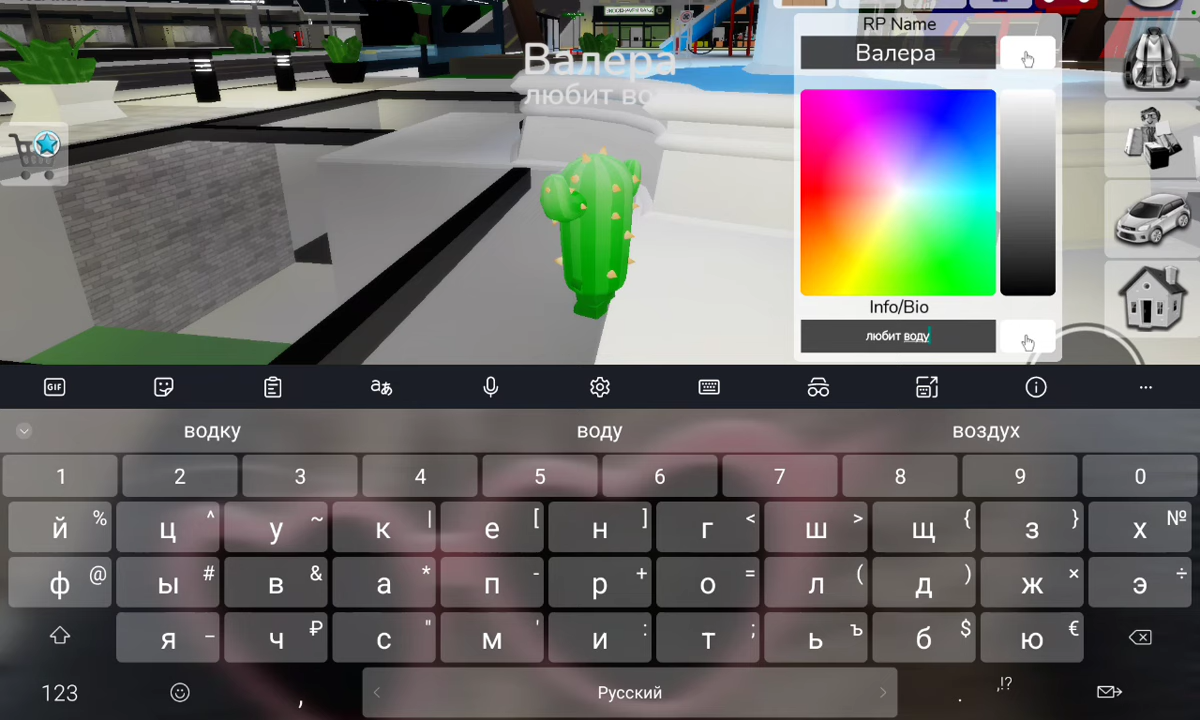 RP Name
Валера
Валера
любит во
Info/Bio
любит воду
GIF
водку воду воздух
1 2 3 4 5 6 7 8 9 0
й % ц ^ у ~ к | е [ н ] г < ш > щ { з } х №
ф @ ы # в & а * п - р + о = л ( д ) ж × э ÷
я _ ч ₽ с " м ' и : т ; ь ъ б $ ю €
123 , Русский . ,!?